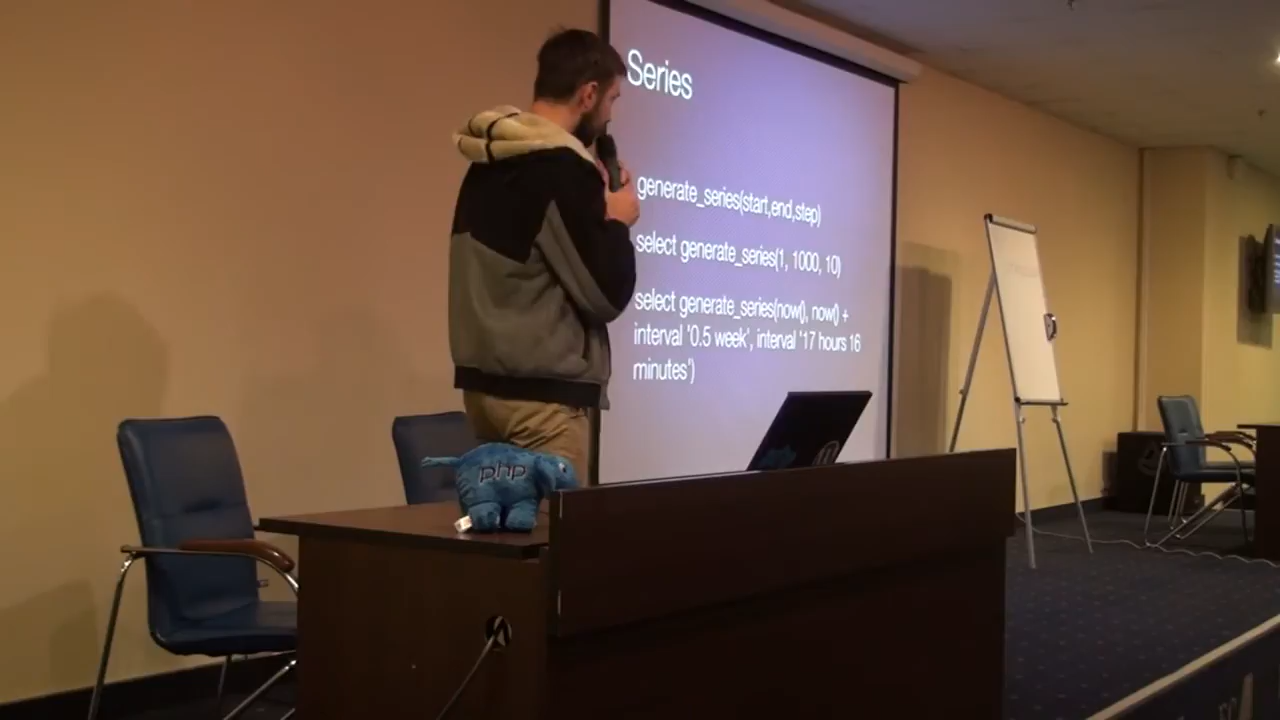 Series
generate_series(start,end,step)
select generate_series(1, 1000, 10)
select generate_series(now(), now() +
interval '0.5 week', interval '17 hours 16
minutes')
php